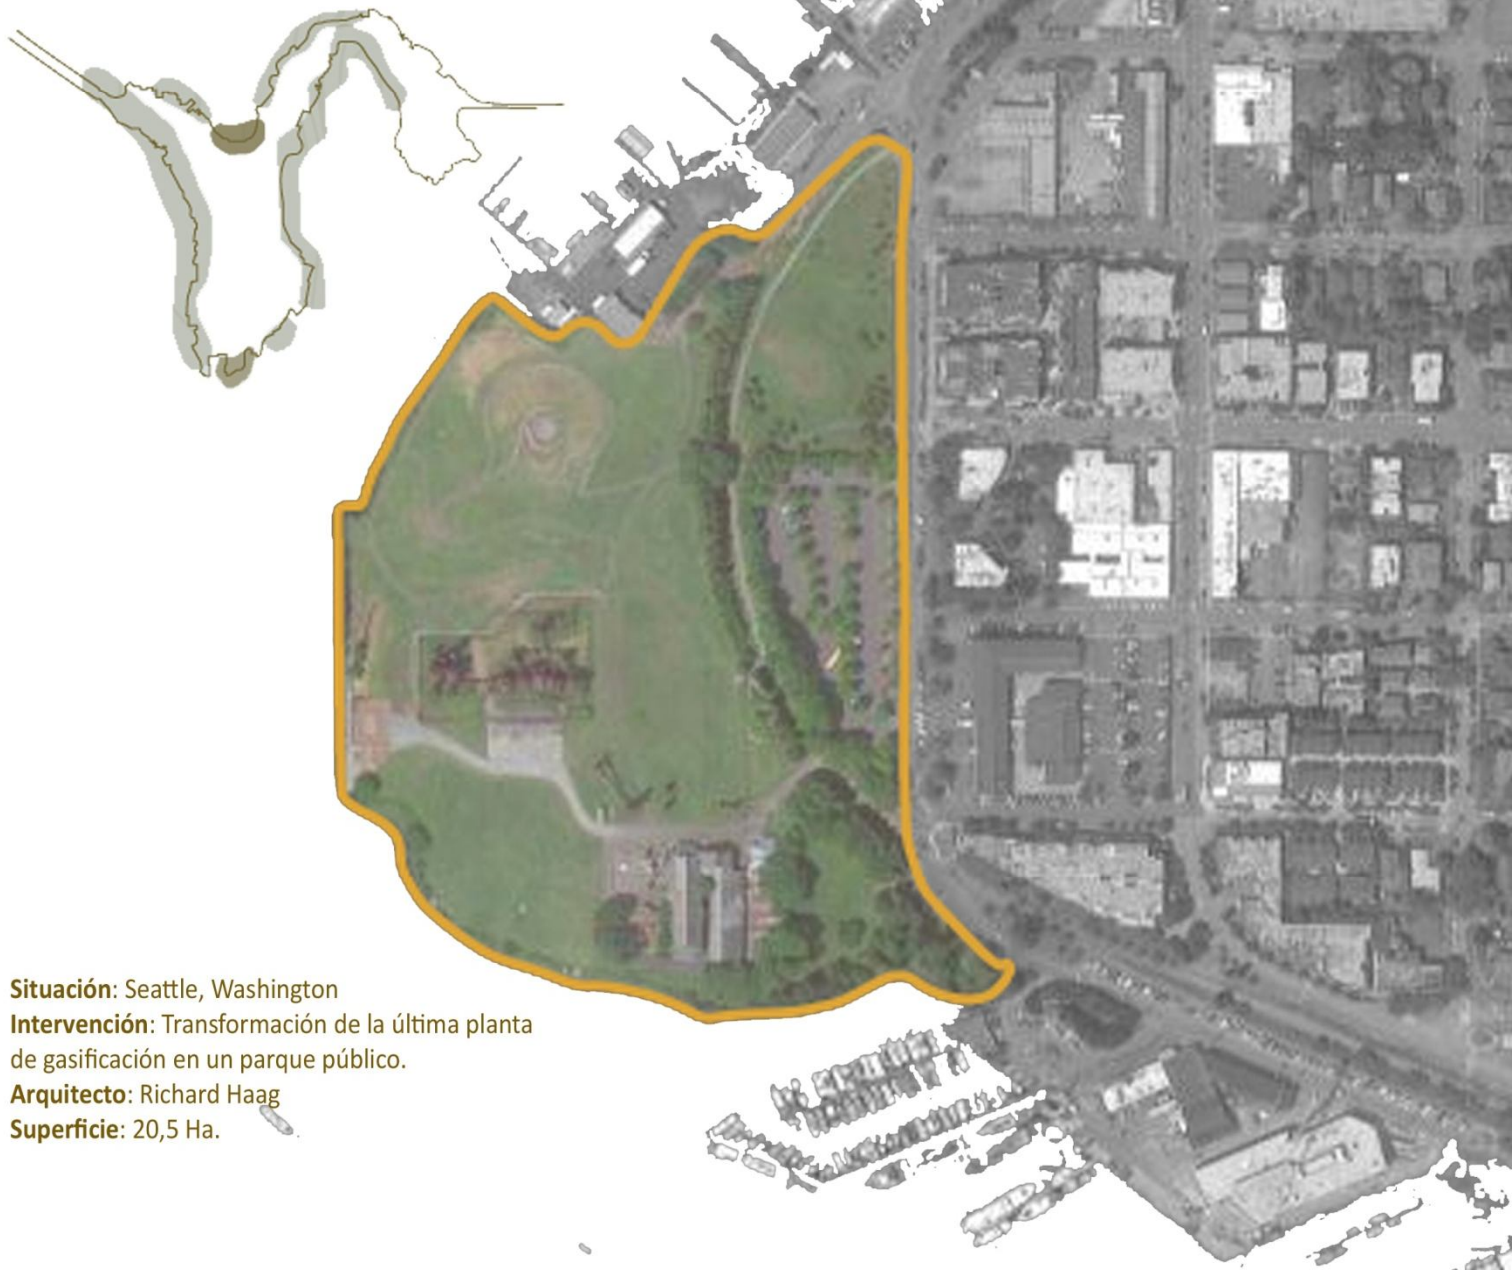 Situación: Seattle, Washington
Intervención: Transformación de la última planta
de gasificación en un parque público.
Arquitecto: Richard Haag
Superficie: 20,5 Ha.